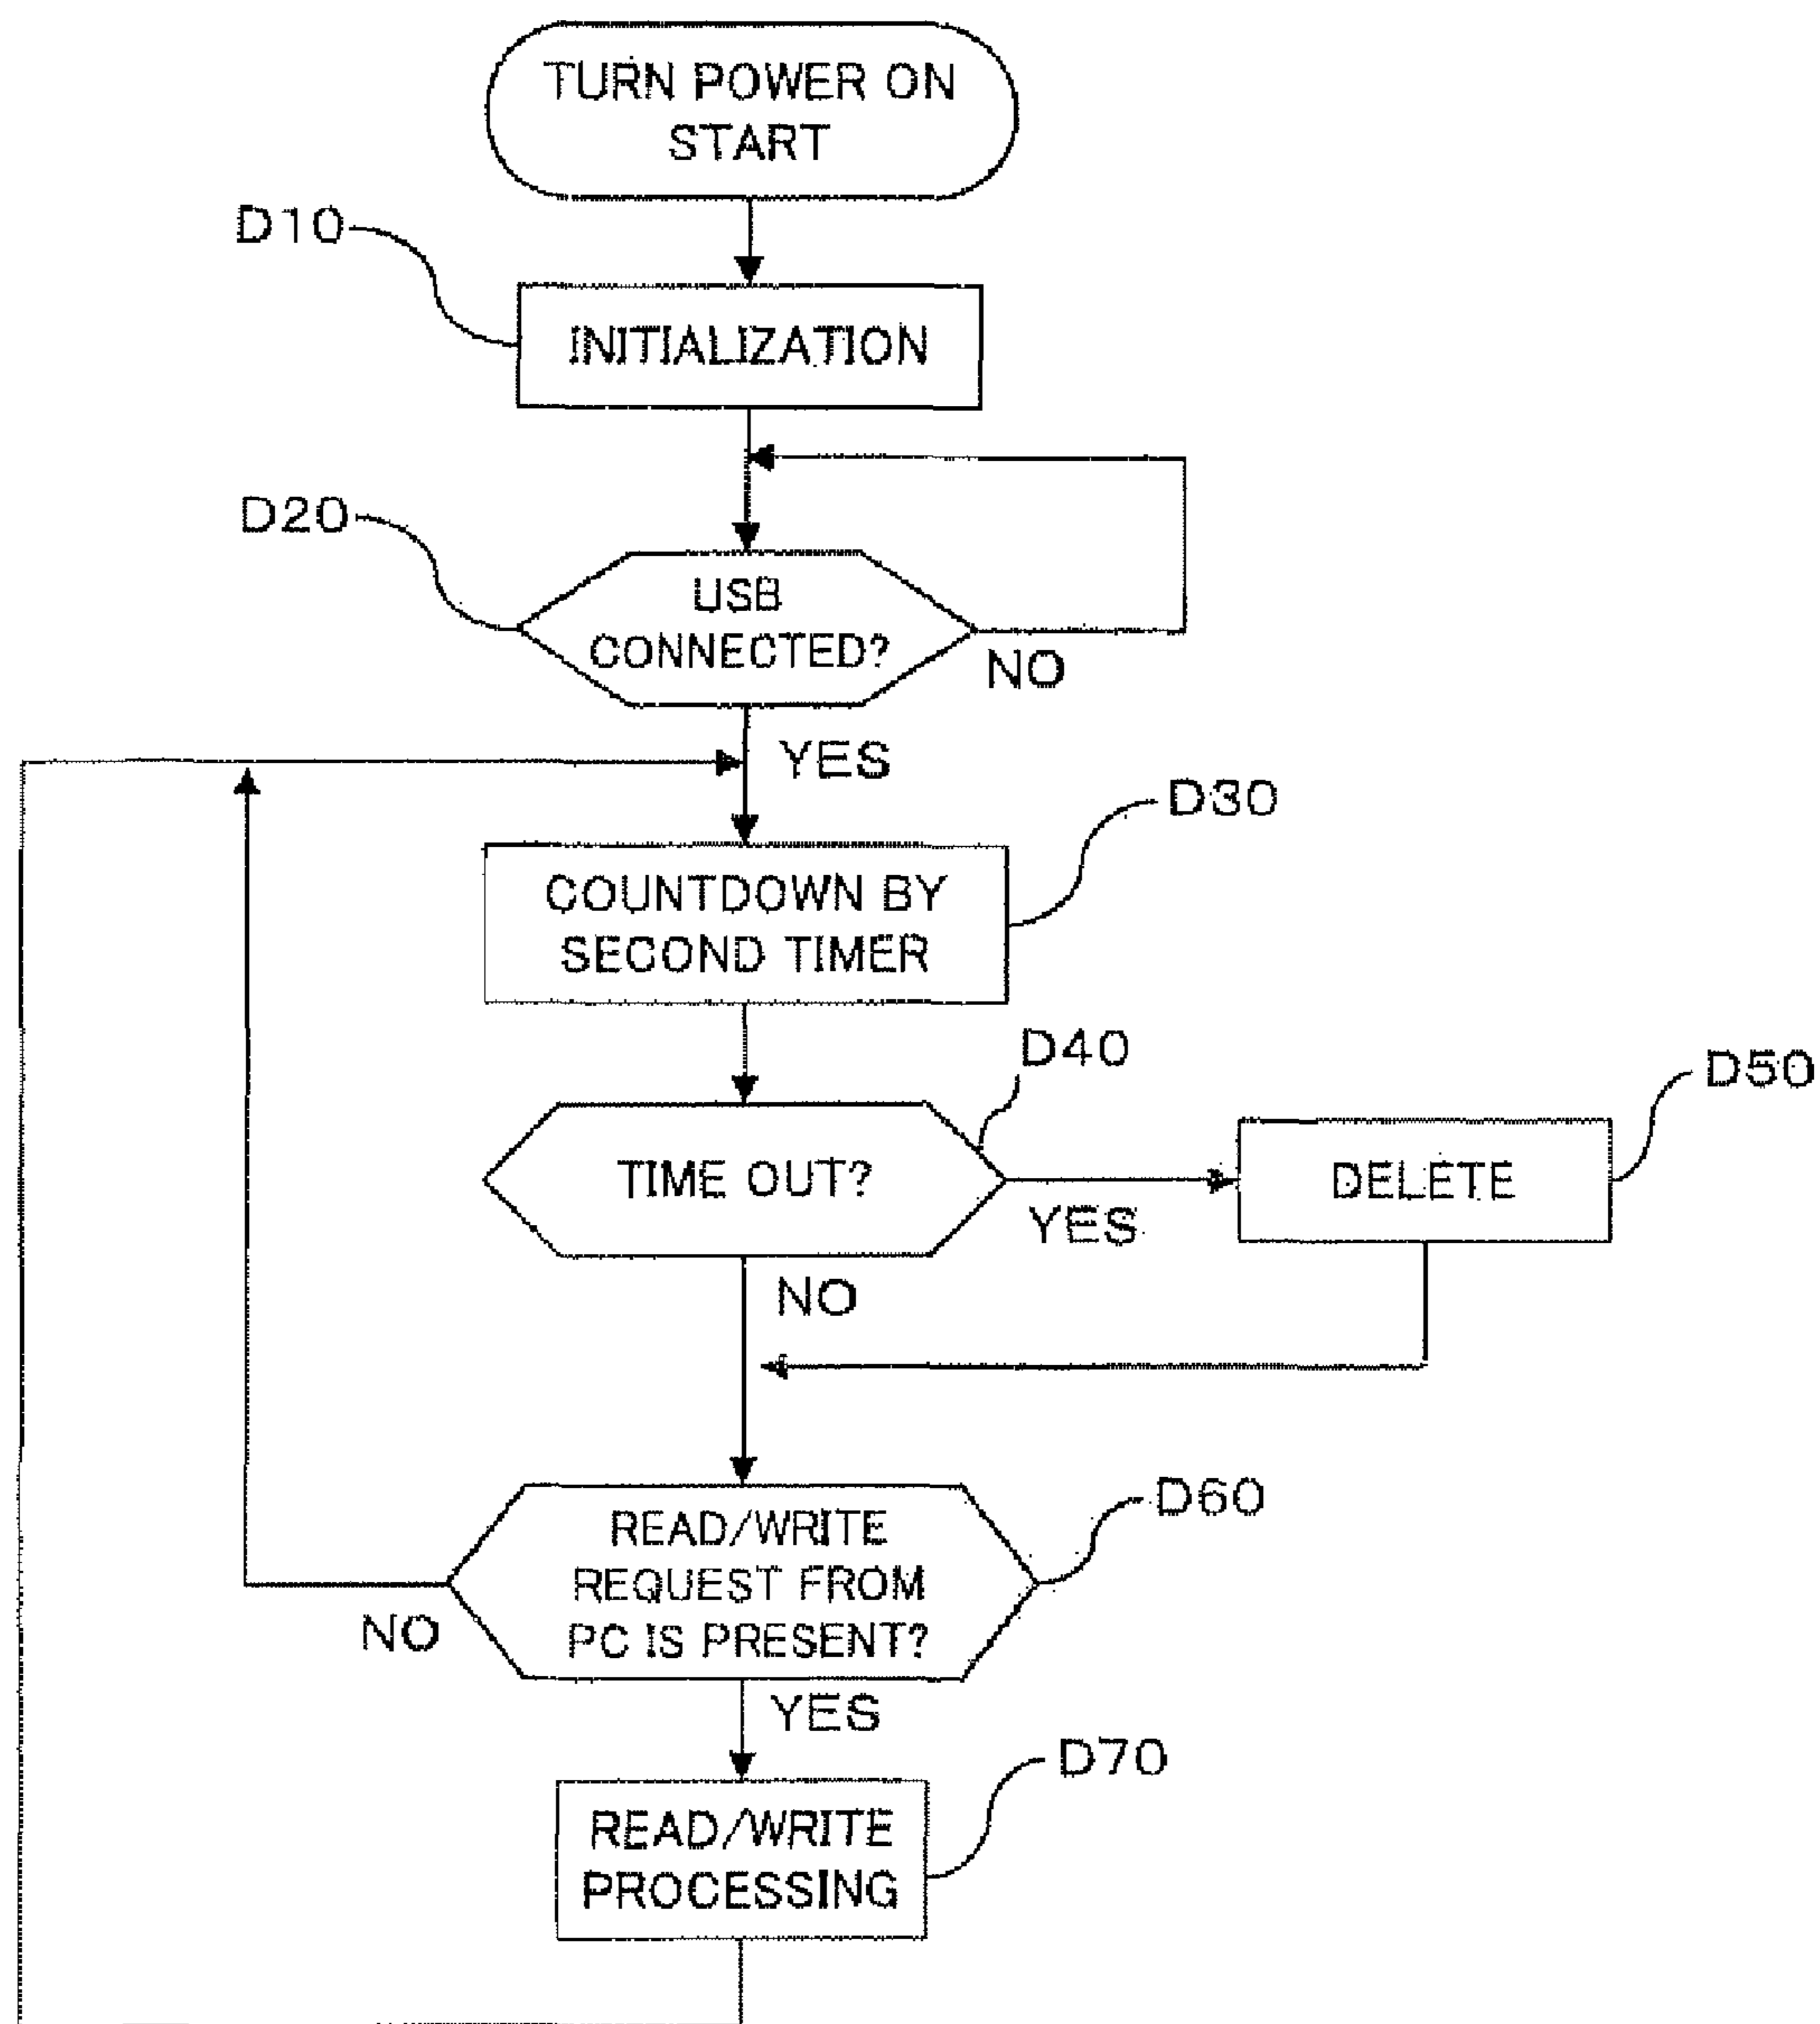 TURN POWER ON
START
D10
INITIALIZATION
D20
USB
CONNECTED?
NO
YES
D30
COUNTDOWN BY
SECOND TIMER
D40
D50
TIME OUT?
DELETE
YES
NO
D60
READ/WRITE
REQUEST FROM
PC IS PRESENT?
NO
YES
D70
READ/WRITE
PROCESSING